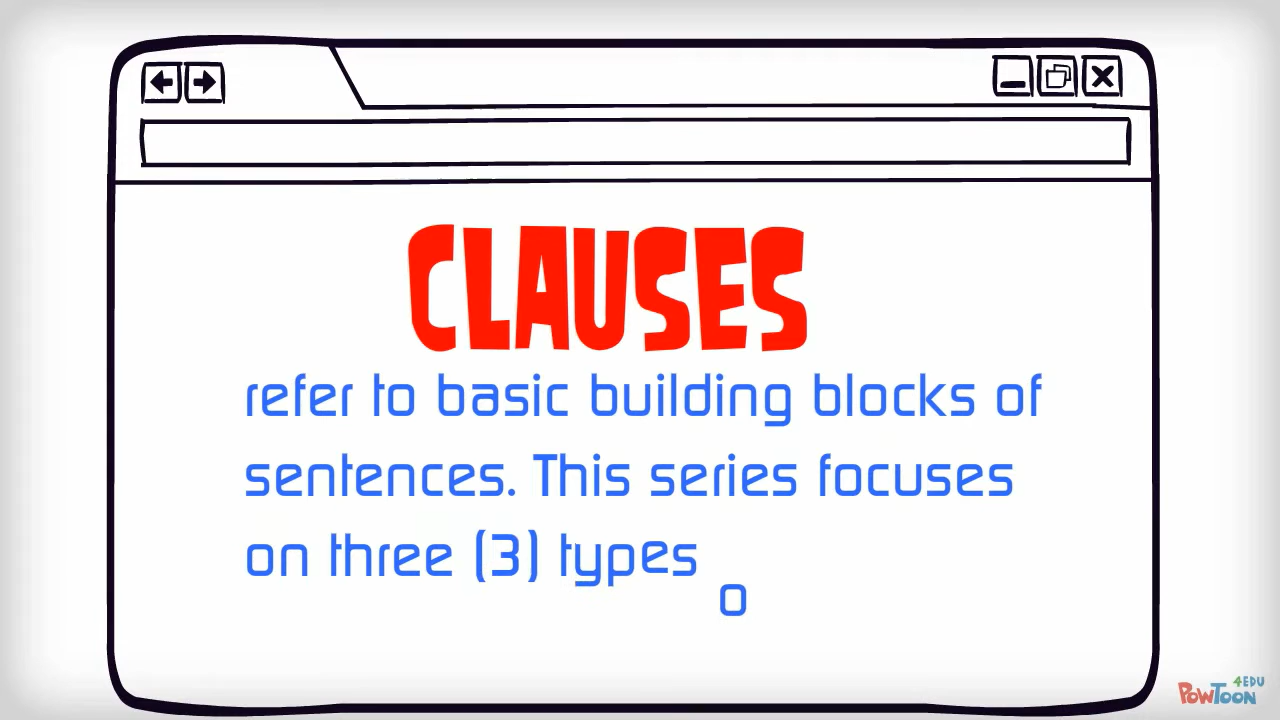 CLAUSES
refer to basic building blocks of
sentences. This series focuses
on three (3) types
o
4EDU
POWTOON